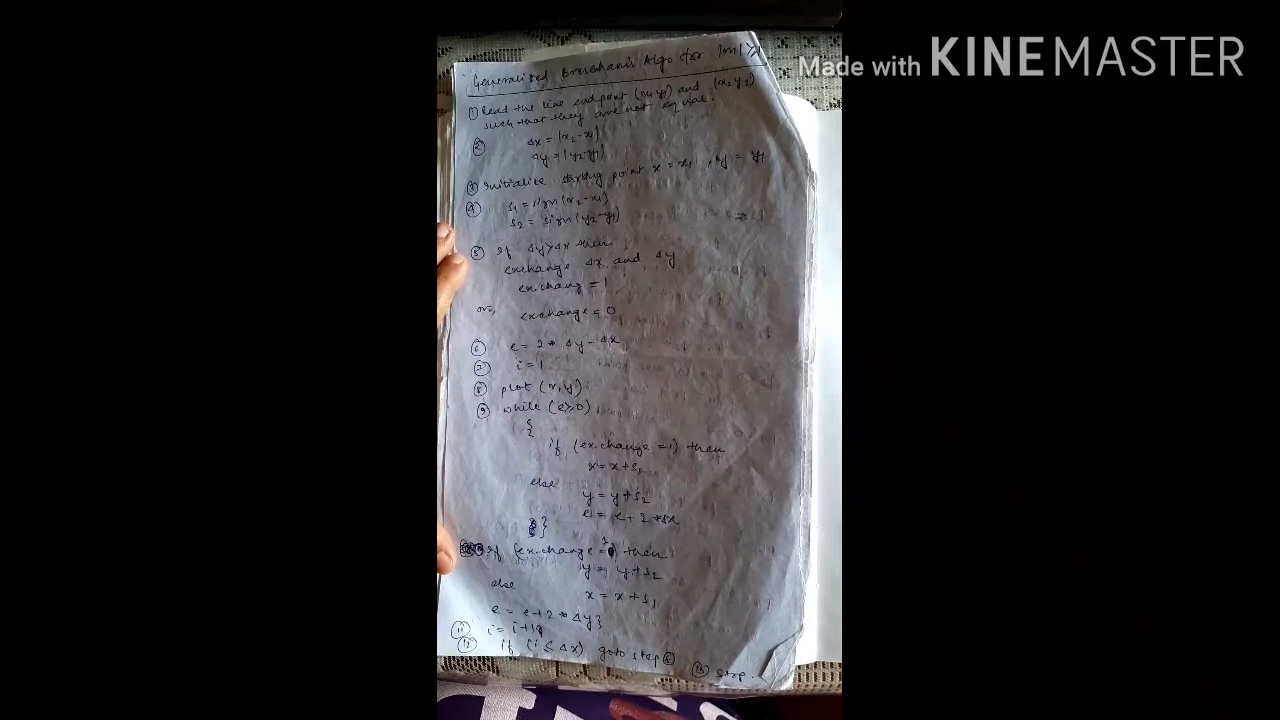 Made with KINEMASTER
Generalized Bresehan's Algo for |m|≥1
① Read the line endpoint (x1 y1) and (x2 y2)
such that they are not equal.
② Δx = |x2-x1|
Δy = |y2-y1|
③ initialize starting point x = x1, y = y1
④ s1 = sign(x2-x1)
s2 = sign(y2-y1)
⑤ if Δy>Δx then
exchange Δx and Δy
ex.chang = 1
or, exchange = 0
⑥ e = 2 * Δy - Δx
⑦ i = 1
⑧ plot (x,y)
⑨ while (e≥0)
{
if (ex.change =1) then
x = x + s1
else
y = y + s2
e = e - 2 * Δx
}
if (ex.change = 1) then
y = y + s2
else
x = x + s1
e = e + 2 * Δy}
⑪ i = i+1
⑫ if (i ≤ Δx) goto step ⑧
⑬ Stop.